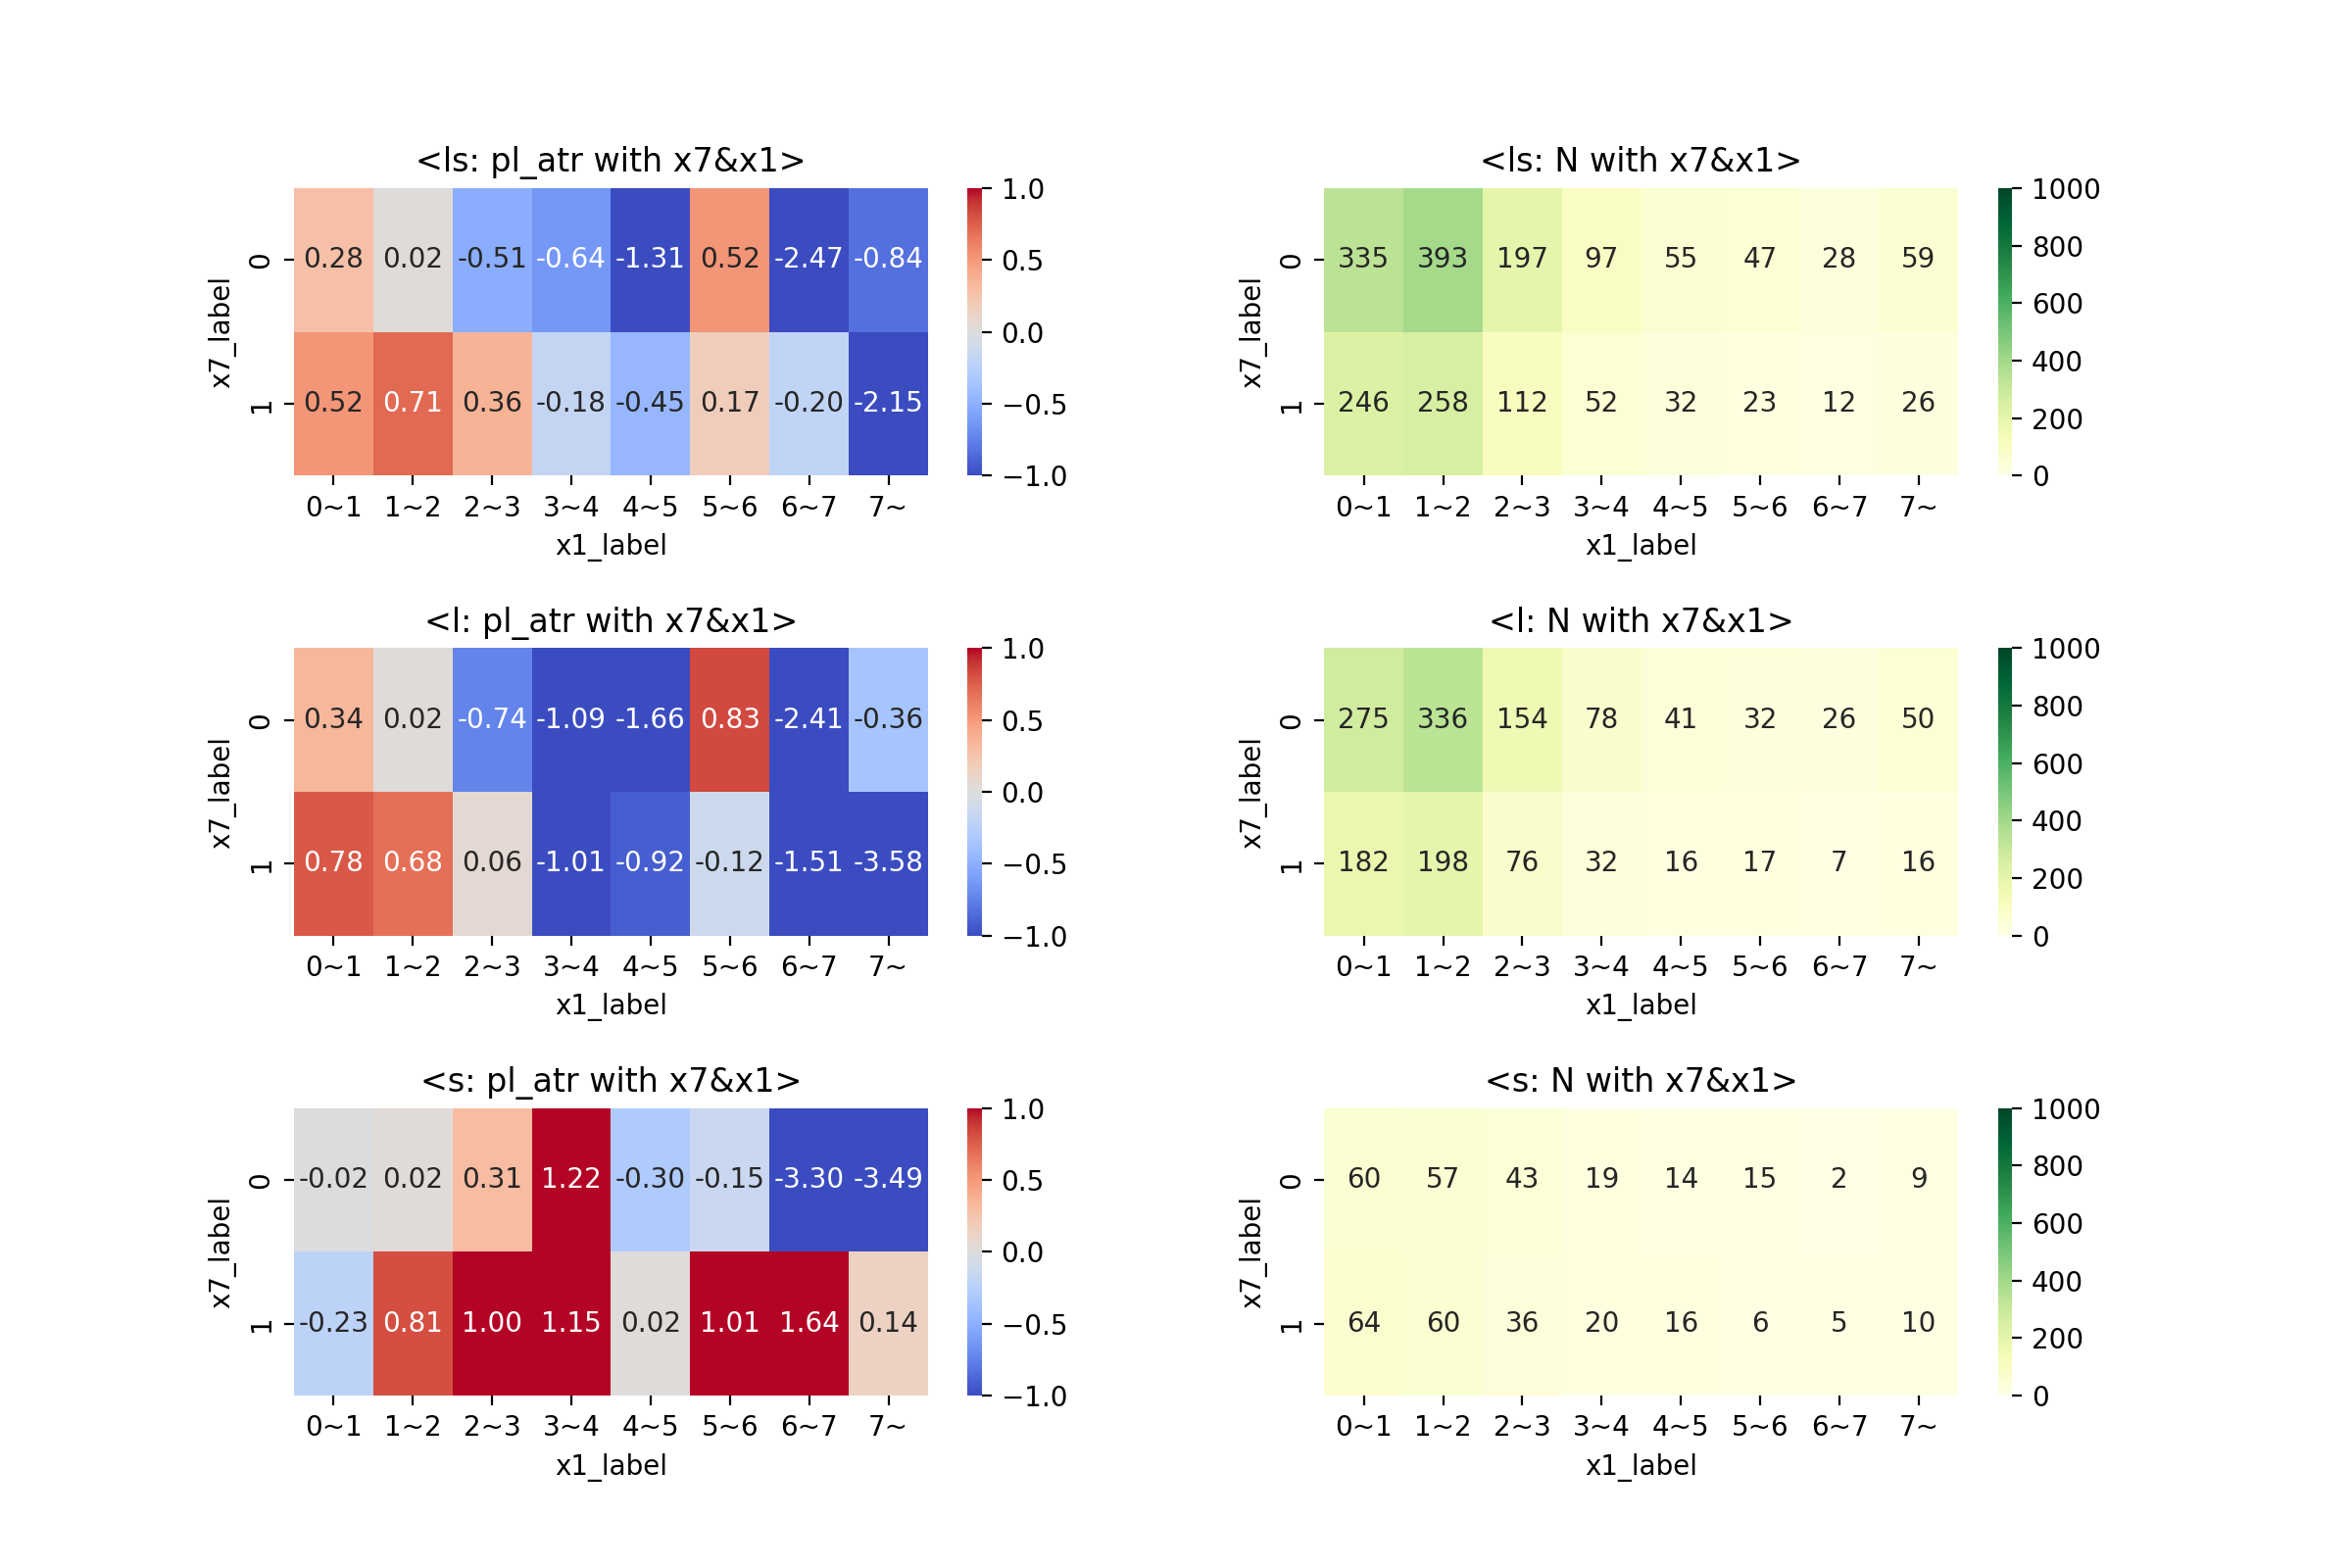 <ls: pl_atr with x7&x1>
1.0
0.5
0.0
−0.5
−1.0
x7_label
0
0.28 0.02 -0.51 -0.64 -1.31 0.52 -2.47 -0.84
1
0.52 0.71 0.36 -0.18 -0.45 0.17 -0.20 -2.15
0~1 1~2 2~3 3~4 4~5 5~6 6~7 7~
x1_label
<ls: N with x7&x1>
1000
800
600
400
200
0
x7_label
0
335 393 197 97 55 47 28 59
1
246 258 112 52 32 23 12 26
0~1 1~2 2~3 3~4 4~5 5~6 6~7 7~
x1_label
<l: pl_atr with x7&x1>
1.0
0.5
0.0
−0.5
−1.0
x7_label
0
0.34 0.02 -0.74 -1.09 -1.66 0.83 -2.41 -0.36
1
0.78 0.68 0.06 -1.01 -0.92 -0.12 -1.51 -3.58
0~1 1~2 2~3 3~4 4~5 5~6 6~7 7~
x1_label
<l: N with x7&x1>
1000
800
600
400
200
0
x7_label
0
275 336 154 78 41 32 26 50
1
182 198 76 32 16 17 7 16
0~1 1~2 2~3 3~4 4~5 5~6 6~7 7~
x1_label
<s: pl_atr with x7&x1>
1.0
0.5
0.0
−0.5
−1.0
x7_label
0
-0.02 0.02 0.31 1.22 -0.30 -0.15 -3.30 -3.49
1
-0.23 0.81 1.00 1.15 0.02 1.01 1.64 0.14
0~1 1~2 2~3 3~4 4~5 5~6 6~7 7~
x1_label
<s: N with x7&x1>
1000
800
600
400
200
0
x7_label
0
60 57 43 19 14 15 2 9
1
64 60 36 20 16 6 5 10
0~1 1~2 2~3 3~4 4~5 5~6 6~7 7~
x1_label